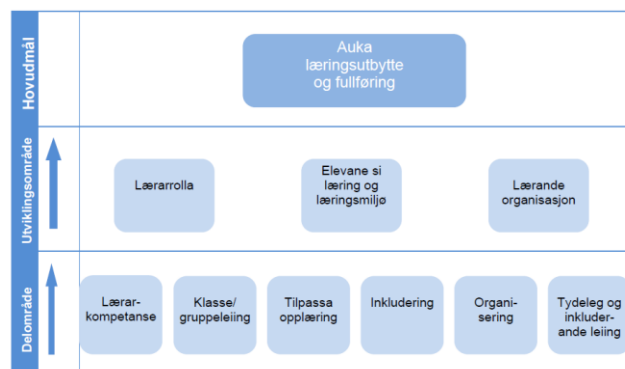 Hovudmål
Auka
læringsutbytte
og fullføring
Utviklingsområde
Lærarrolla
Elevane si
læring og
læringsmiljø
Lærande
organisasjon
Delområde
Lærar-
kompetanse
Klasse/
gruppeleiing
Tilpassa
opplæring
Inkludering
Organi-
sering
Tydeleg og
inkluder-
ande leiing